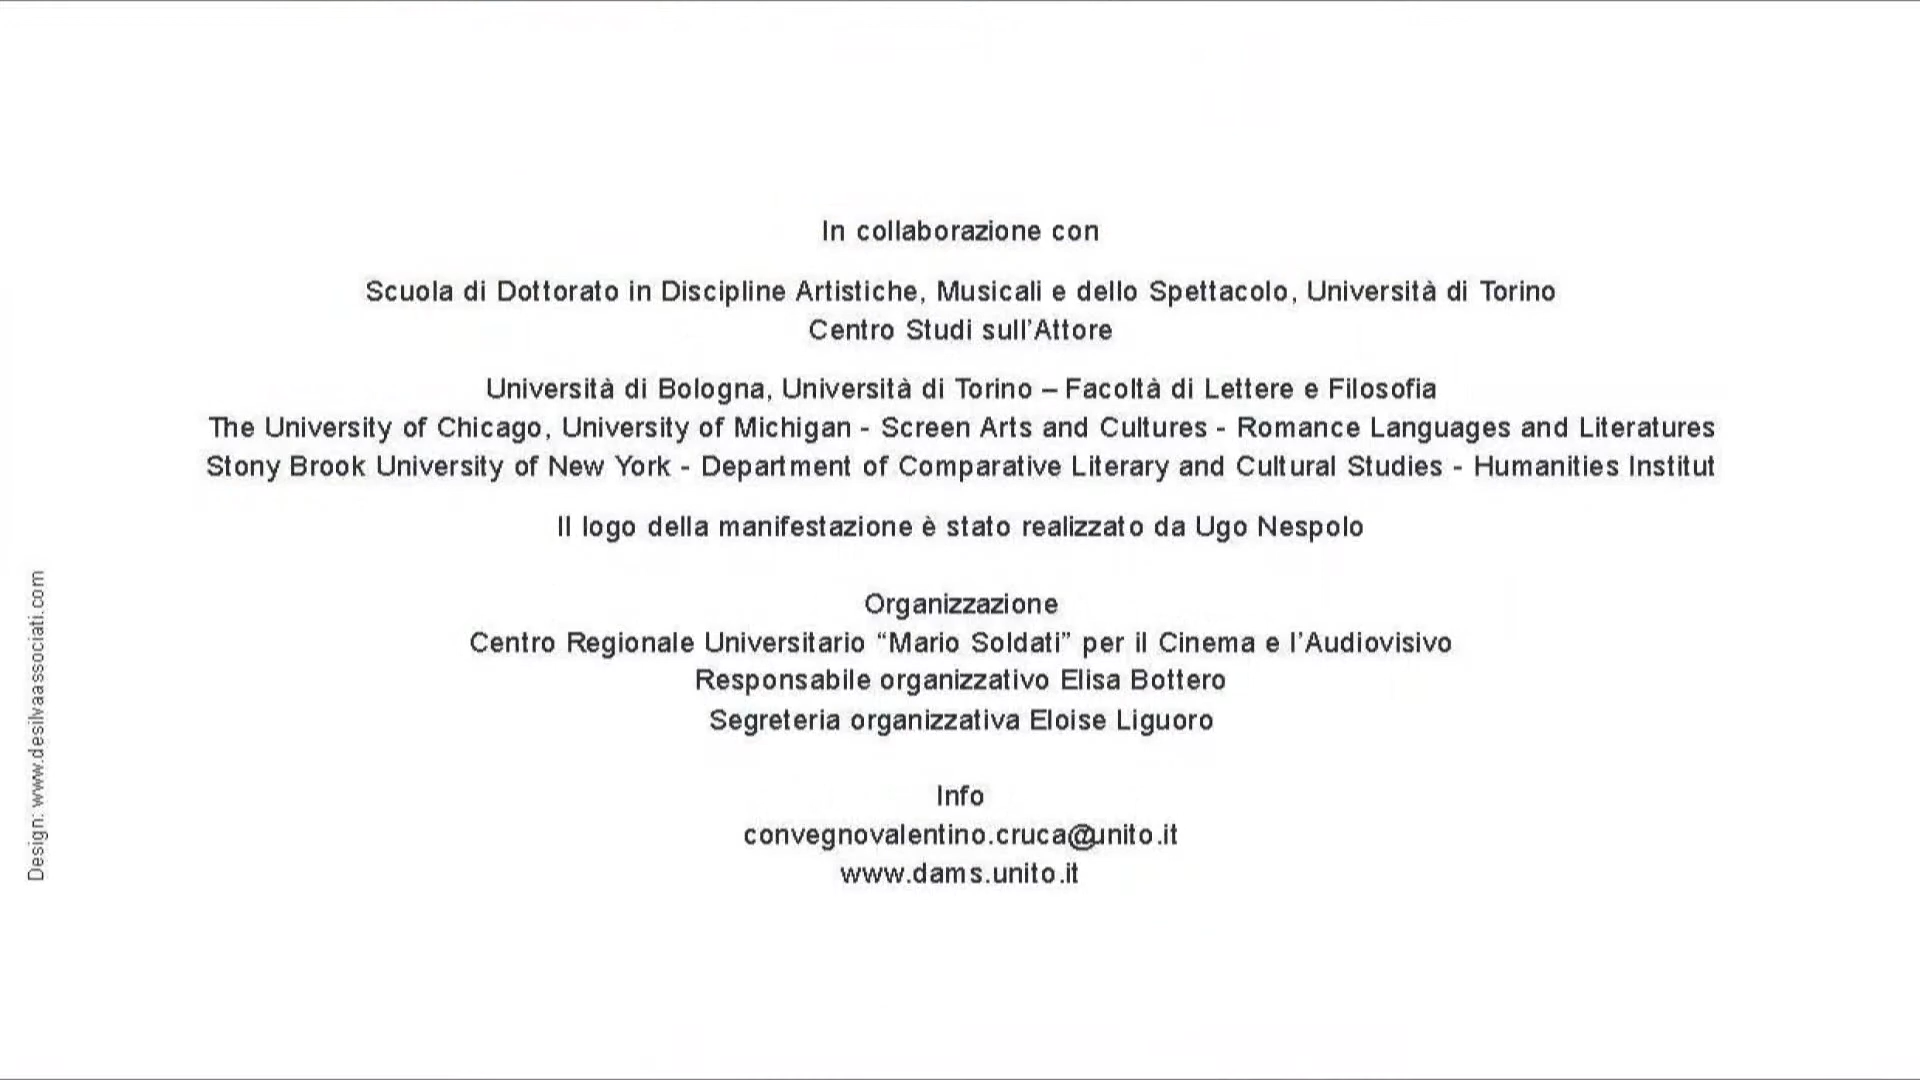 In collaborazione con
Scuola di Dottorato in Discipline Artistiche, Musicali e dello Spettacolo, Università di Torino
Centro Studi sull’Attore
Università di Bologna, Università di Torino – Facoltà di Lettere e Filosofia
The University of Chicago, University of Michigan - Screen Arts and Cultures - Romance Languages and Literatures
Stony Brook University of New York - Department of Comparative Literary and Cultural Studies - Humanities Institut
Il logo della manifestazione è stato realizzato da Ugo Nespolo
Organizzazione
Centro Regionale Universitario “Mario Soldati” per il Cinema e l’Audiovisivo
Responsabile organizzativo Elisa Bottero
Segreteria organizzativa Eloise Liguoro
Info
convegnovalentino.cruca@unito.it
www.dams.unito.it
Design: www.desilvaassociati.com